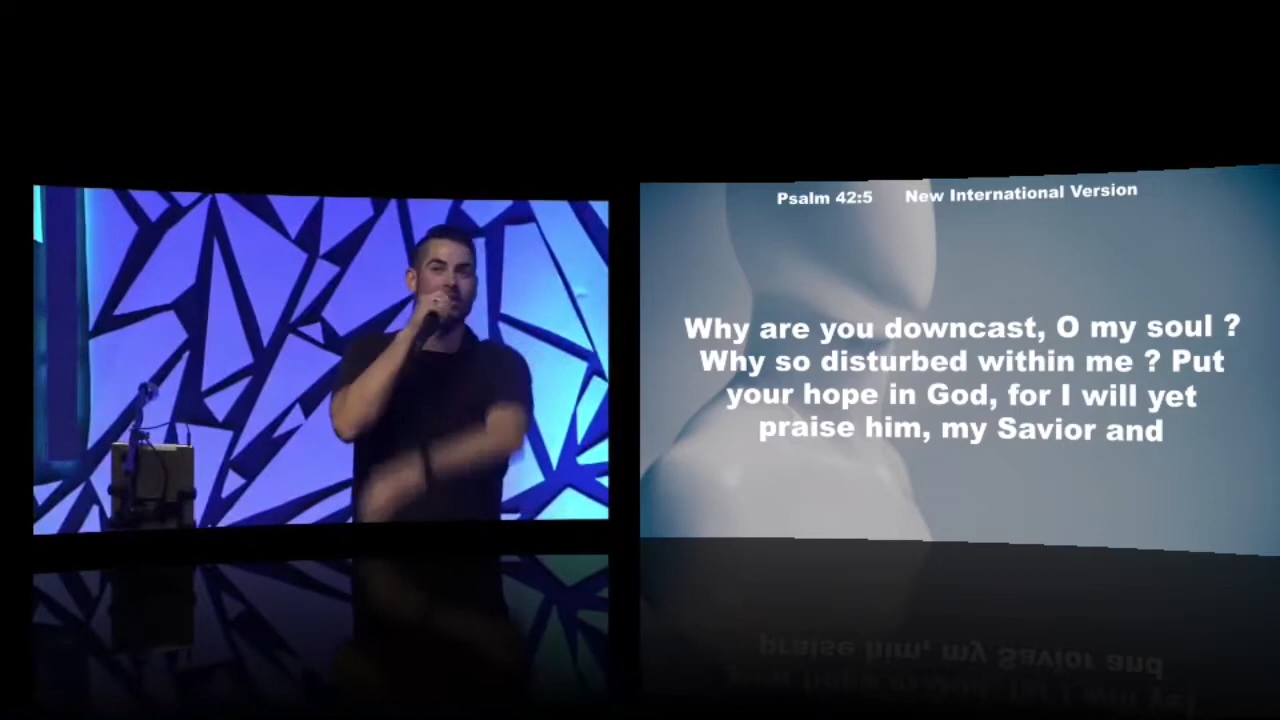 Psalm 42:5 New International Version
Why are you downcast, O my soul ?
Why so disturbed within me ? Put
your hope in God, for I will yet
praise him, my Savior and